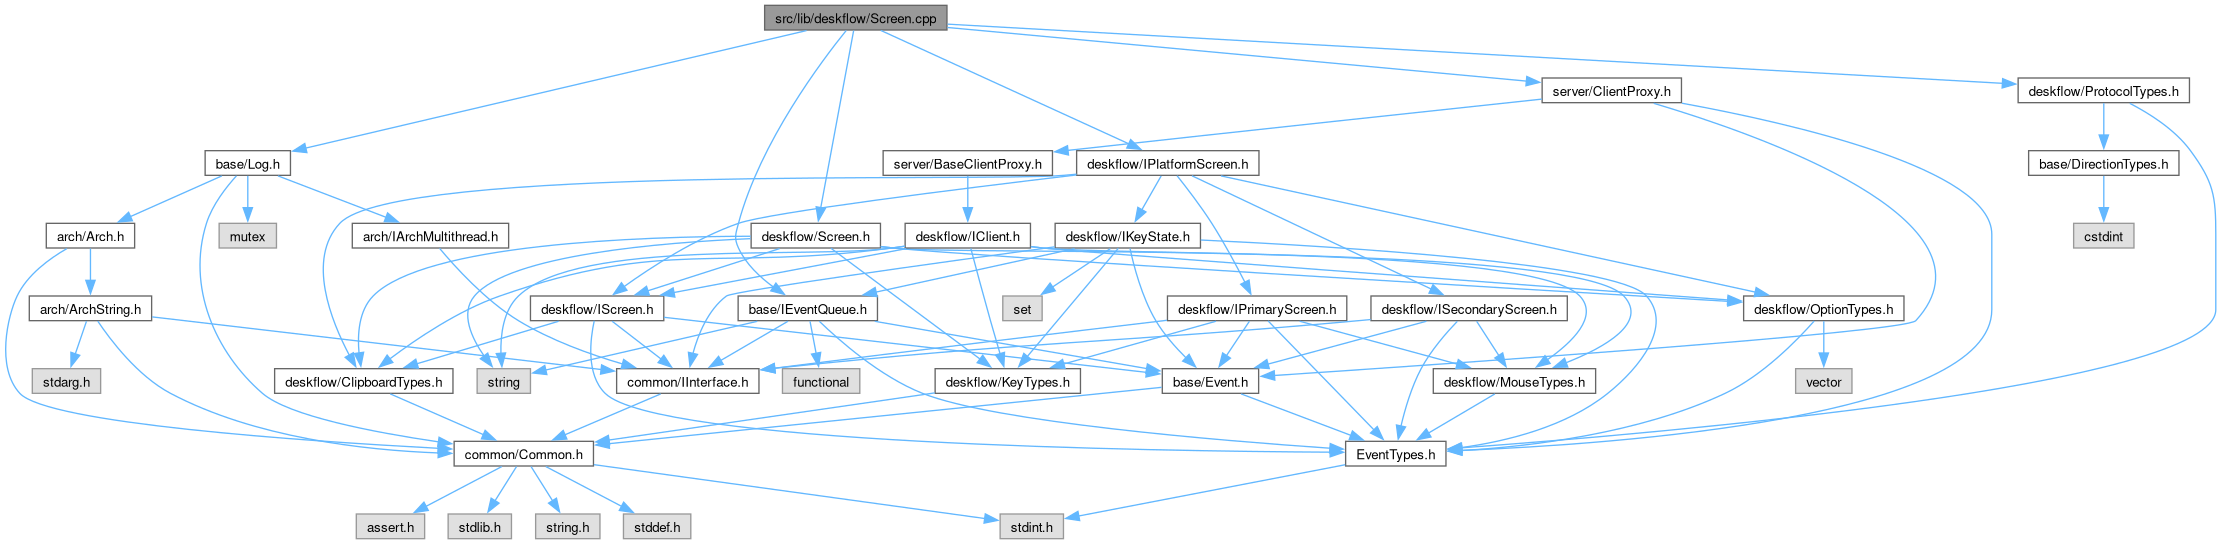 src/lib/deskflow/Screen.cpp
server/ClientProxy.h
deskflow/ProtocolTypes.h
base/Log.h
server/BaseClientProxy.h
deskflow/IPlatformScreen.h
base/DirectionTypes.h
arch/Arch.h
mutex
arch/IArchMultithread.h
deskflow/Screen.h
deskflow/IClient.h
deskflow/IKeyState.h
cstdint
arch/ArchString.h
deskflow/IScreen.h
base/IEventQueue.h
set
deskflow/IPrimaryScreen.h
deskflow/ISecondaryScreen.h
deskflow/OptionTypes.h
stdarg.h
deskflow/ClipboardTypes.h
string
common/IInterface.h
functional
deskflow/KeyTypes.h
base/Event.h
deskflow/MouseTypes.h
vector
common/Common.h
EventTypes.h
assert.h
stdlib.h
string.h
stddef.h
stdint.h